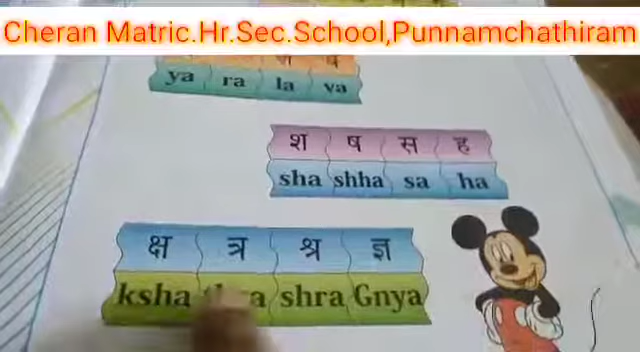 Cheran Matric.Hr.Sec.School,Punnamchathiram
ya ra la va
श ष स ह
sha shha sa ha
क्ष त्र श्र ज्ञ
ksha shra Gnya